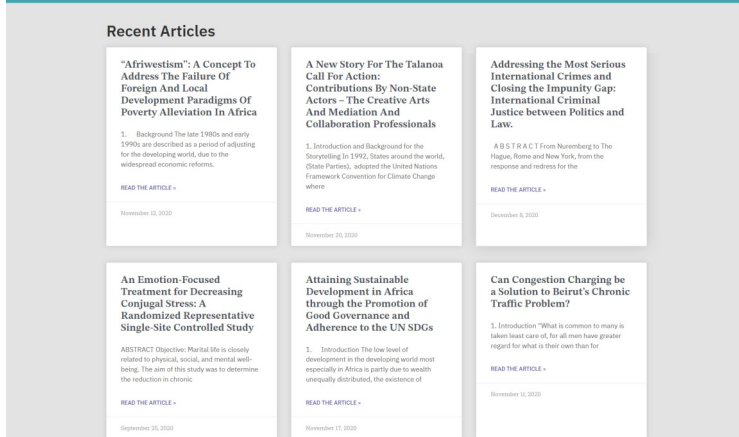 Recent Articles
“Afriwestism”: A Concept To
Address The Failure Of
Foreign And Local
Development Paradigms Of
Poverty Alleviation In Africa
1. Background The late 1980s and early
1990s are described as a period of adjusting
for the developing world, due to the
widespread economic reforms.
READ THE ARTICLE »
November 12, 2020
A New Story For The Talanoa
Call For Action:
Contributions By Non-State
Actors – The Creative Arts
And Mediation And
Collaboration Professionals
1. Introduction and Background for the
Storytelling In 1992, States around the world,
(State Parties), adopted the United Nations
Framework Convention for Climate Change
where
READ THE ARTICLE »
November 20, 2020
Addressing the Most Serious
International Crimes and
Closing the Impunity Gap:
International Criminal
Justice between Politics and
Law.
A B S T R A C T From Nuremberg to The
Hague, Rome and New York, from the
response and redress for the
READ THE ARTICLE »
December 8, 2020
An Emotion-Focused
Treatment for Decreasing
Conjugal Stress: A
Randomized Representative
Single-Site Controlled Study
ABSTRACT Objective: Marital life is closely
related to physical, social, and mental well-
being. The aim of this study was to determine
the reduction in chronic
READ THE ARTICLE »
September 25, 2020
Attaining Sustainable
Development in Africa
through the Promotion of
Good Governance and
Adherence to the UN SDGs
1. Introduction The low level of
development in the developing world most
especially in Africa is partly due to wealth
unequally distributed, the existence of
READ THE ARTICLE »
November 17, 2020
Can Congestion Charging be
a Solution to Beirut’s Chronic
Traffic Problem?
1. Introduction “What is common to many is
taken least care of, for all men have greater
regard for what is their own than for
READ THE ARTICLE »
November 11, 2020